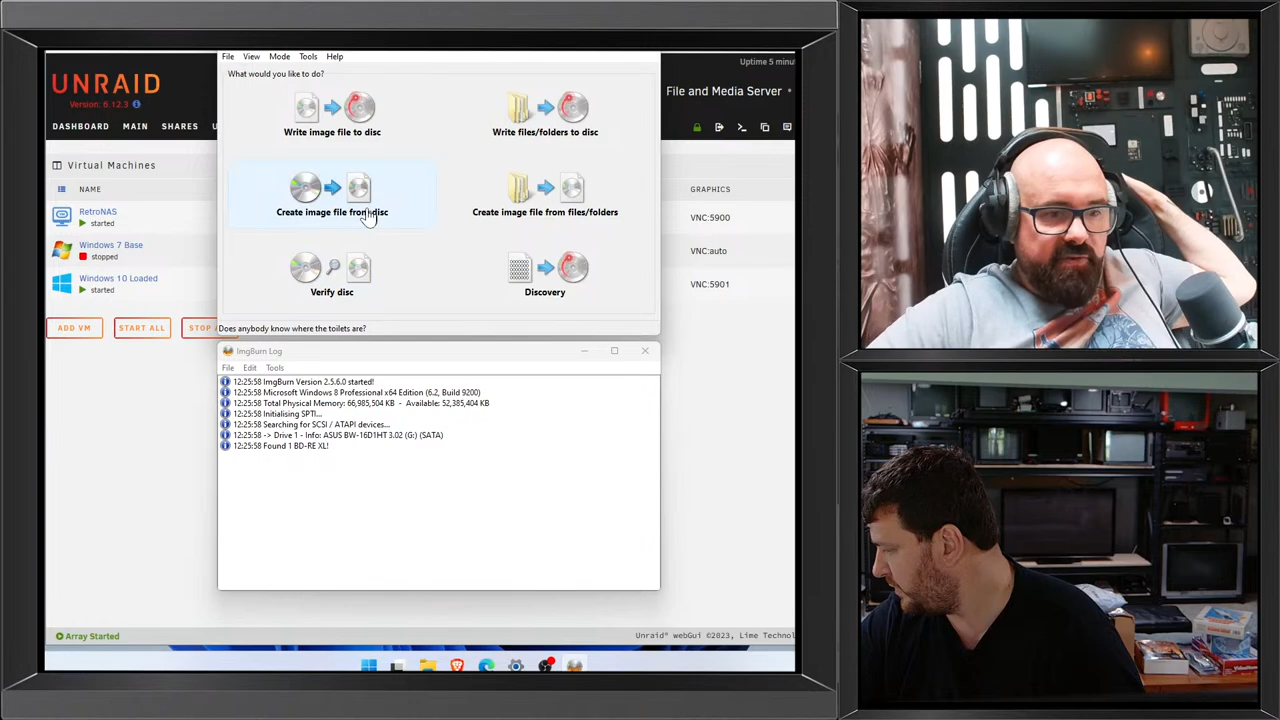 UNRAID
Version: 6.12.3
DASHBOARD MAIN SHARES U
Uptime 5 minu
File and Media Server
Virtual Machines
NAME
GRAPHICS
RetroNAS
started
VNC:5900
Windows 7 Base
stopped
VNC:auto
Windows 10 Loaded
started
VNC:5901
ADD VM START ALL STOP
File View Mode Tools Help
What would you like to do?
Write image file to disc
Write files/folders to disc
Create image file from disc
Create image file from files/folders
Verify disc
Discovery
Does anybody know where the toilets are?
ImgBurn Log
File Edit Tools
12:25:58 ImgBurn Version 2.5.6.0 started!
12:25:58 Microsoft Windows 8 Professional x64 Edition (6.2, Build 9200)
12:25:58 Total Physical Memory: 66,985,504 KB - Available: 52,385,404 KB
12:25:58 Initialising SPTI...
12:25:58 Searching for SCSI / ATAPI devices...
12:25:58 -> Drive 1 - Info: ASUS BW-16D1HT 3.02 (G:) (SATA)
12:25:58 Found 1 BD-RE XL!
Array Started
Unraid® webGui ©2023, Lime Technol